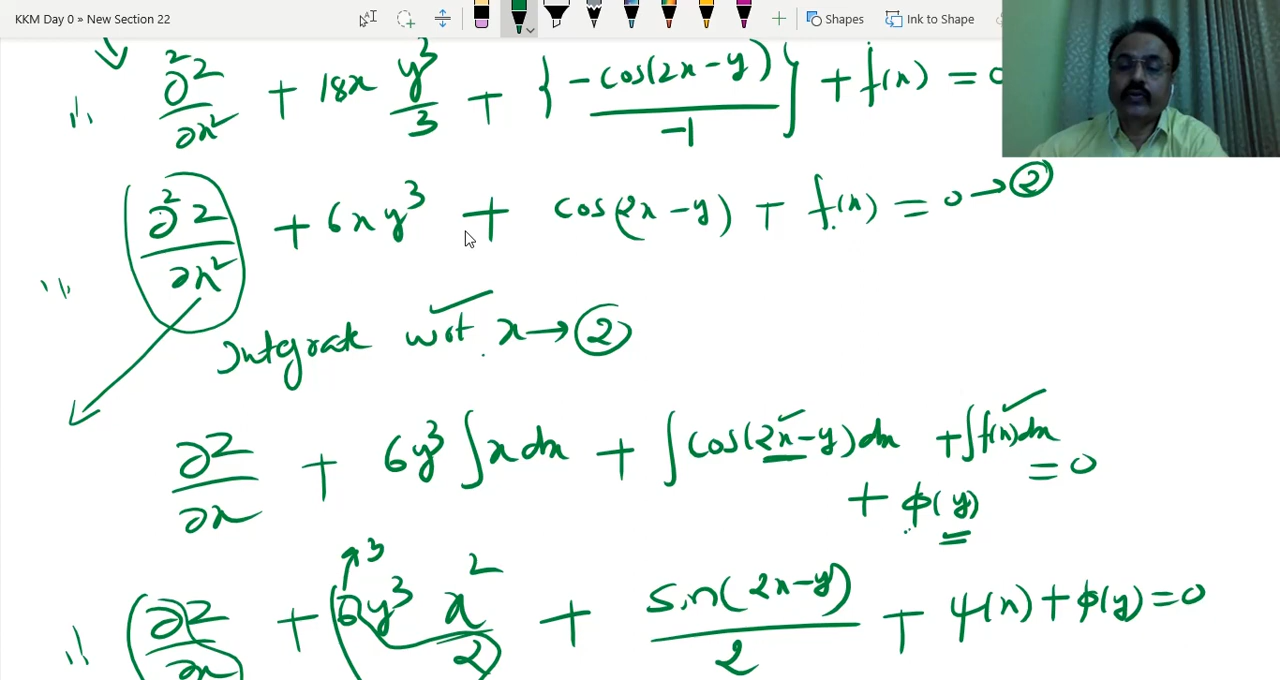 KKM Day 0 » New Section 22
Shapes Ink to Share
∴ ∂²z/∂x² + 18x y³/3 + { -cos(2x-y)/-1 } + f(x) = 0
∴ ∂²z/∂x² + 6xy³ + cos(2x-y) + f(x) = 0 → ②
Integrate wrt. x → ②
∂z/∂x + 6y³ ∫x dx + ∫cos(2x-y)dx + ∫f(x)dx
+ φ(y) = 0
3
∴ ∂z/∂x + 6y³ x²/2 + sin(2x-y)/2 + ψ(x) + φ(y) = 0